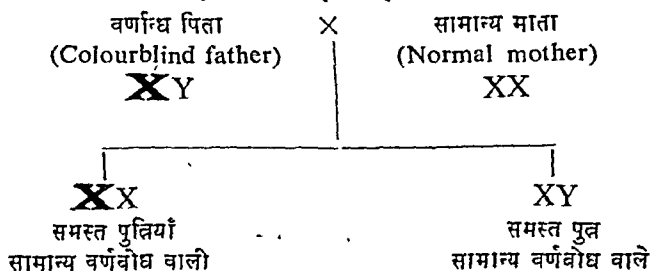 वर्णान्ध पिता × सामान्य माता
(Colourblind father) (Normal mother)
XY XX
XX XY
समस्त पुत्रियाँ समस्त पुत्र
सामान्य वर्णबोध वाली सामान्य वर्णबोध वाले